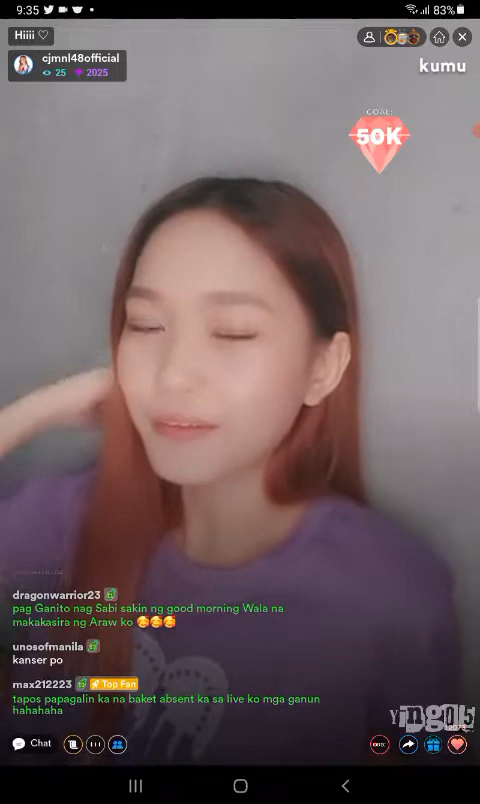 9:35
83%
Hiiii ♡
cjmnl48official
25 2025
kumu
GOAL:
50K
dragonwarrior23
pag Ganito nag Sabi sakin ng good morning Wala na
makakasira ng Araw ko 🥰🥰🥰
unosofmanila
kanser po
max212223 Top Fan
tapos papagalin ka na baket absent ka sa live ko mga ganun
hahahaha
Chat